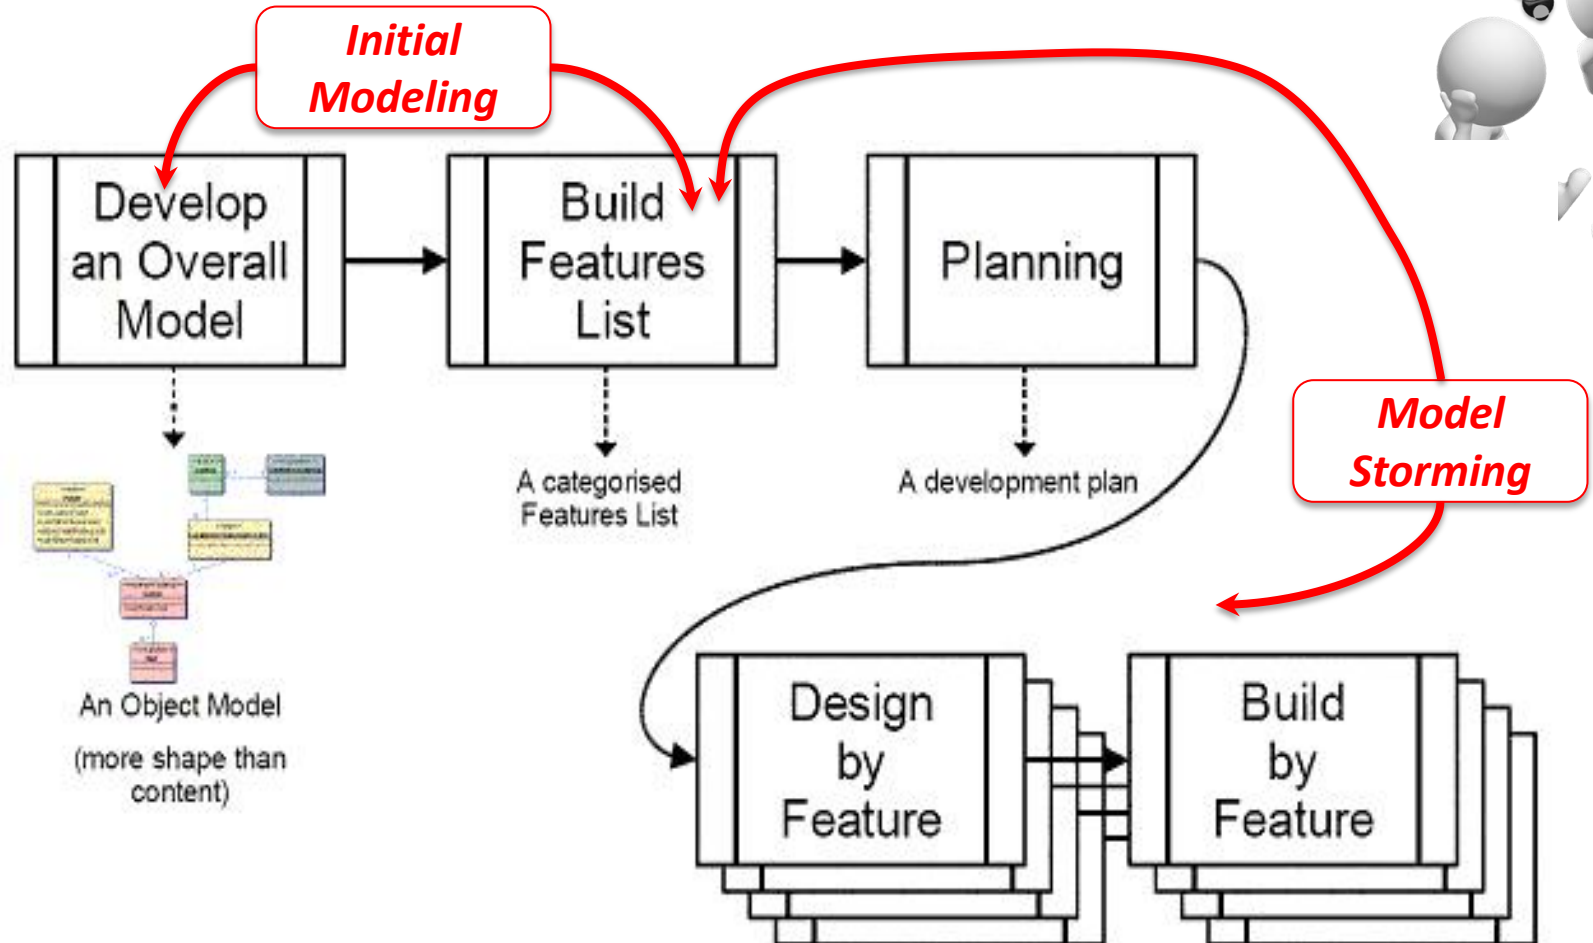 Initial
Modeling
Develop
an Overall
Model
Build
Features
List
Planning
Model
Storming
A categorised
Features List
A development plan
An Object Model
(more shape than
content)
Design
by
Feature
Build
by
Feature